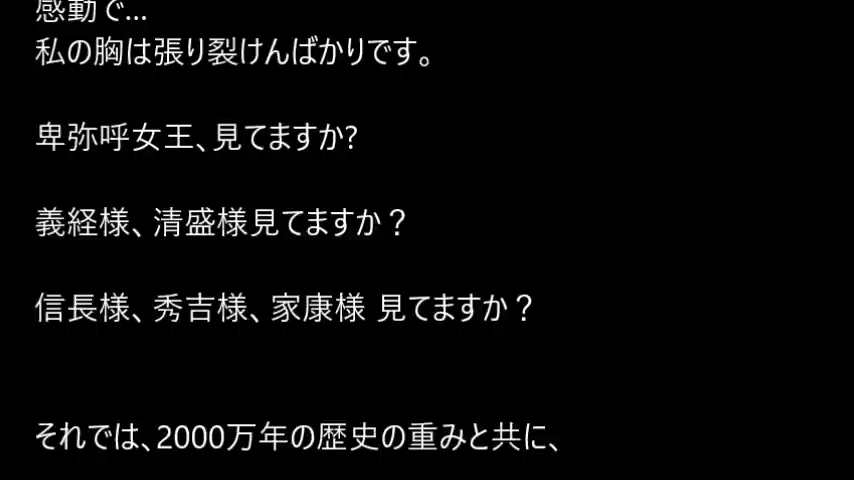 感動で...
私の胸は張り裂けんばかりです。
卑弥呼女王、見てますか?
義経様、清盛様見てますか？
信長様、秀吉様、家康様 見てますか？
それでは、2000万年の歴史の重みと共に、